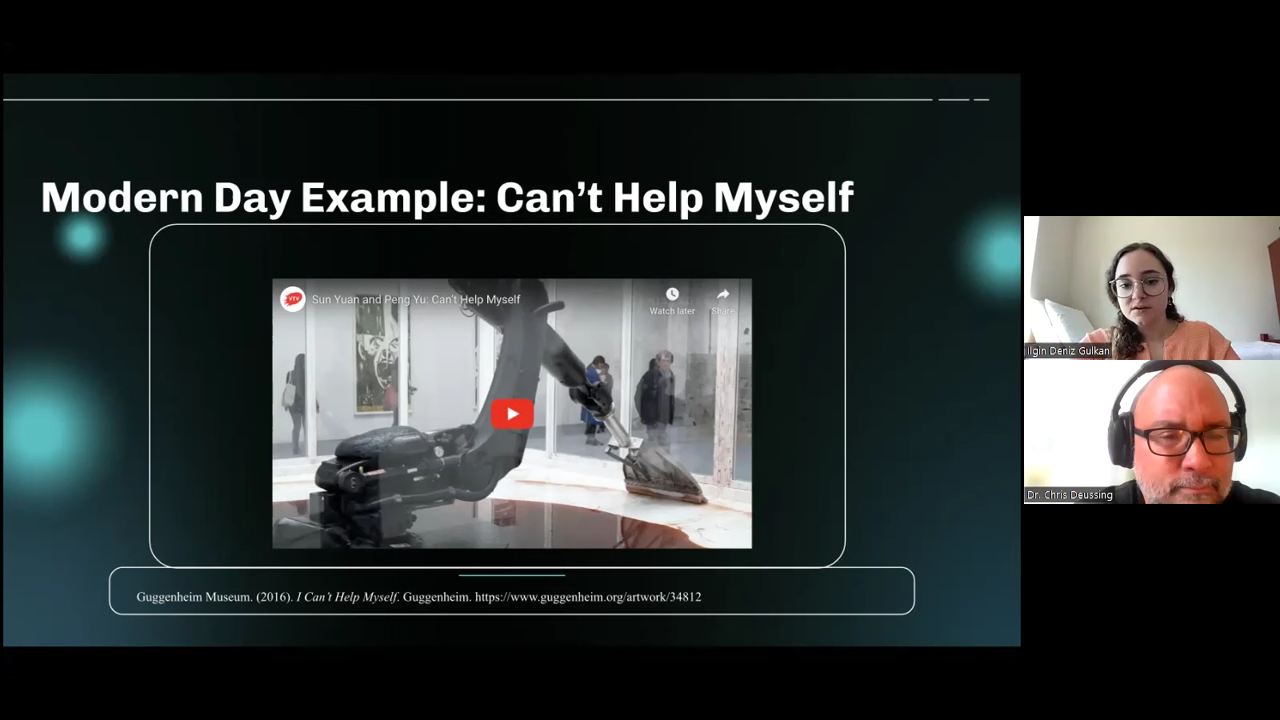 Modern Day Example: Can’t Help Myself
VTV
Sun Yuan and Peng Yu: Can't Help Myself
Watch later
Share
Guggenheim Museum. (2016). I Can’t Help Myself. Guggenheim. https://www.guggenheim.org/artwork/34812
Ilgin Deniz Gulkan
Dr. Chris Deussing